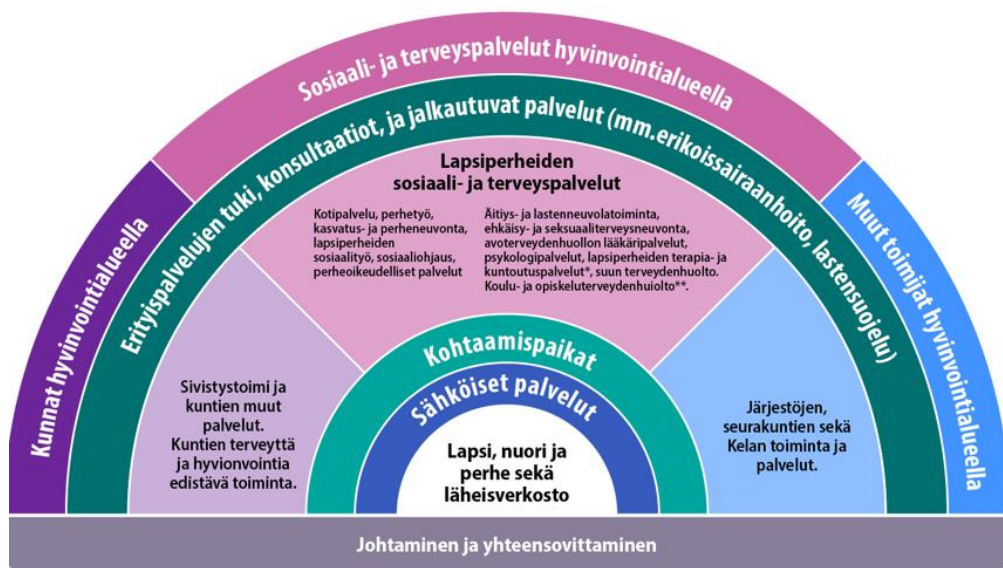 Sosiaali- ja terveyspalvelut hyvinvointialueella
Kunnat hyvinvointialueella
Muut toimijat hyvinvointialueella
Erityispalvelujen tuki, konsultaatiot, ja jalkautuvat palvelut (mm.erikoissairaanhoito, lastensuojelu)
Lapsiperheiden
sosiaali- ja terveyspalvelut
Kotipalvelu, perhetyö,
kasvatus- ja perheneuvonta,
lapsiperheiden
sosiaalityö, sosiaaliohjaus,
perheoikeudelliset palvelut
Äitiys- ja lastenneuvolatoiminta,
ehkäisy- ja seksuaaliterveysneuvonta,
avoterveydenhuollon lääkäripalvelut,
psykologipalvelut, lapsiperheiden terapia- ja
kuntoutuspalvelut*, suun terveydenhuolto.
Koulu- ja opiskeluterveydenhuiolto**.
Sivistystoimi ja
kuntien muut
palvelut.
Kuntien terveyttä
ja hyvionvointia
edistävä toiminta.
Järjestöjen,
seurakuntien sekä
Kelan toiminta ja
palvelut.
Kohtaamispaikat
Sähköiset palvelut
Lapsi, nuori ja
perhe sekä
läheisverkosto
Johtaminen ja yhteensovittaminen